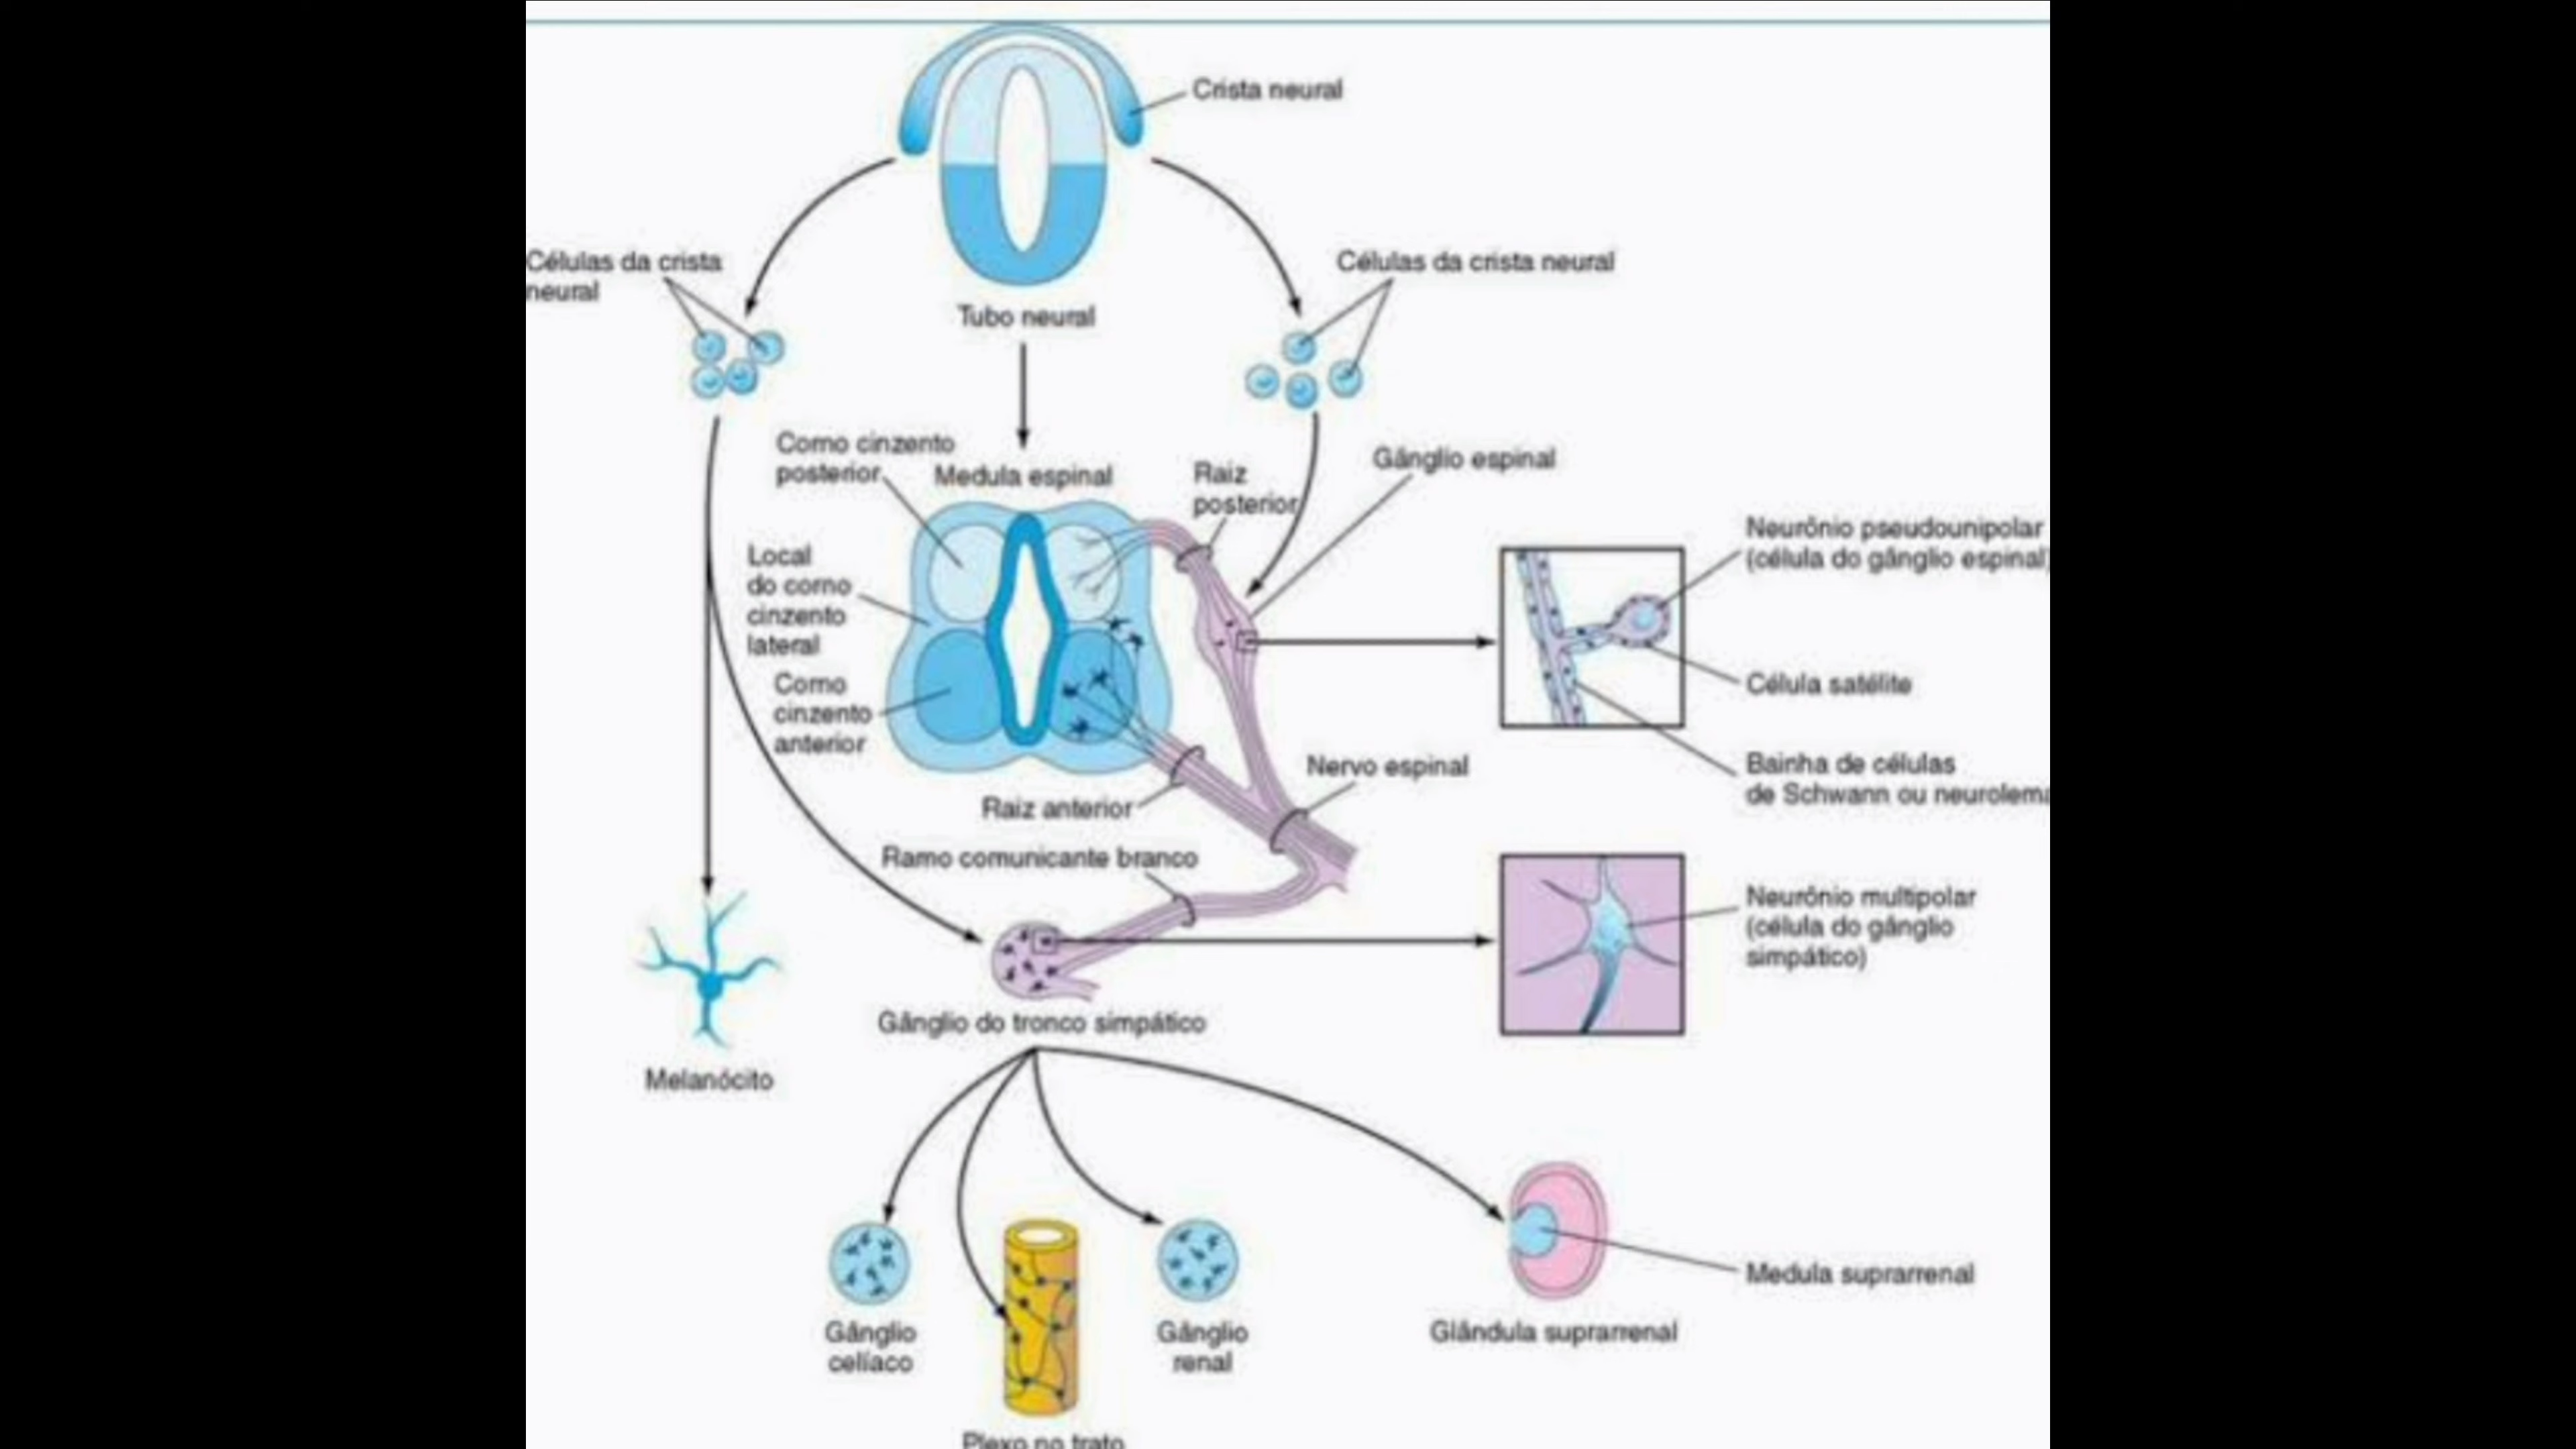 Crista neural
Células da crista
neural
Células da crista neural
Tubo neural
Corno cinzento
posterior
Medula espinal
Raiz
posterior
Gânglio espinal
Neurônio pseudounipolar
(célula do gânglio espinal)
Local
do corno
cinzento
lateral
Corno
cinzento
anterior
Célula satélite
Bainha de células
de Schwann ou neurolema
Nervo espinal
Raiz anterior
Ramo comunicante branco
Neurônio multipolar
(célula do gânglio
simpático)
Gânglio do tronco simpático
Melanócito
Gânglio
celíaco
Gânglio
renal
Medula suprarrenal
Glândula suprarrenal
Plexo no trato